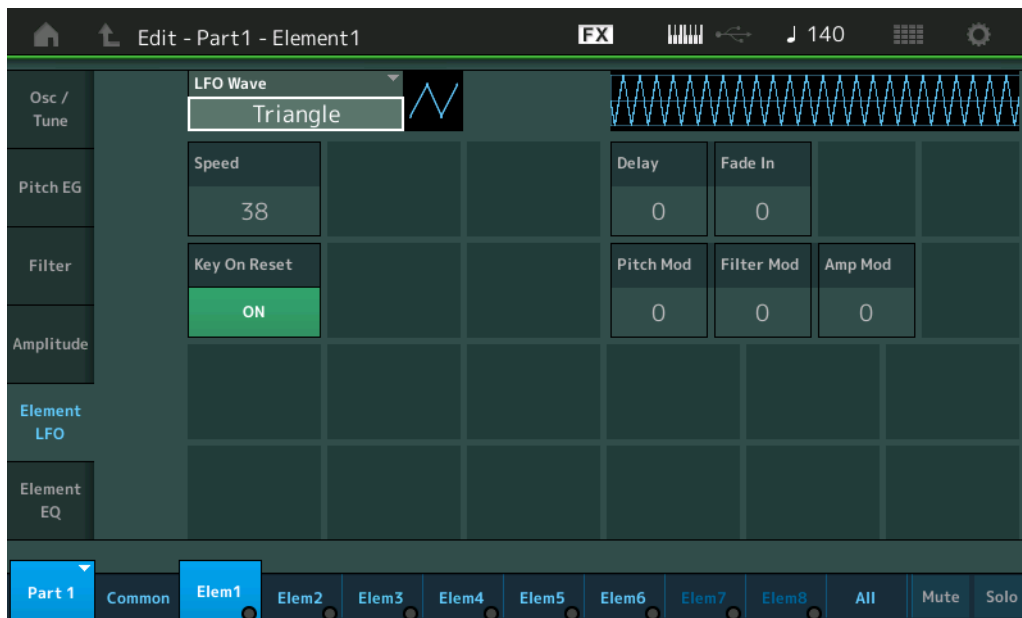 Edit - Part1 - Element1
FX
♩ 140
Osc /
Tune
Pitch EG
Filter
Amplitude
Element
LFO
Element
EQ
LFO Wave
Triangle
Speed
38
Delay
0
Fade In
0
Key On Reset
ON
Pitch Mod
0
Filter Mod
0
Amp Mod
0
Part 1
Common
Elem1
Elem2
Elem3
Elem4
Elem5
Elem6
Elem7
Elem8
All
Mute
Solo